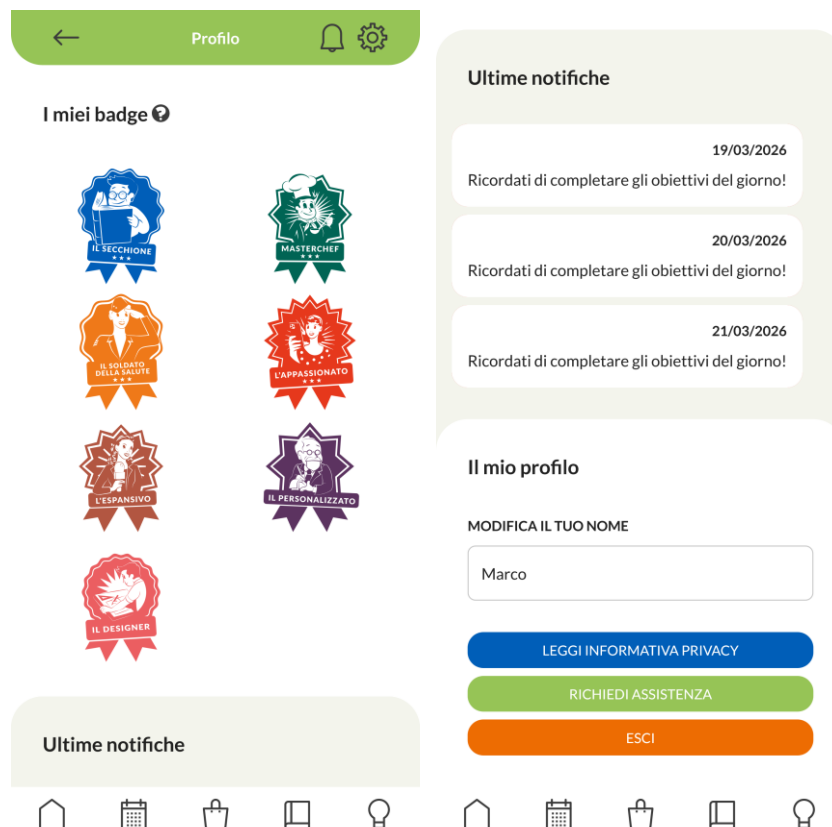 Profilo
I miei badge
IL SECCHIONE
MASTERCHEF
IL SOLDATO
DELLA SALUTE
L'APPASSIONATO
L'ESPANSIVO
IL PERSONALIZZATO
IL DESIGNER
Ultime notifiche
Ultime notifiche
19/03/2026
Ricordati di completare gli obiettivi del giorno!
20/03/2026
Ricordati di completare gli obiettivi del giorno!
21/03/2026
Ricordati di completare gli obiettivi del giorno!
Il mio profilo
MODIFICA IL TUO NOME
Marco
LEGGI INFORMATIVA PRIVACY
RICHIEDI ASSISTENZA
ESCI